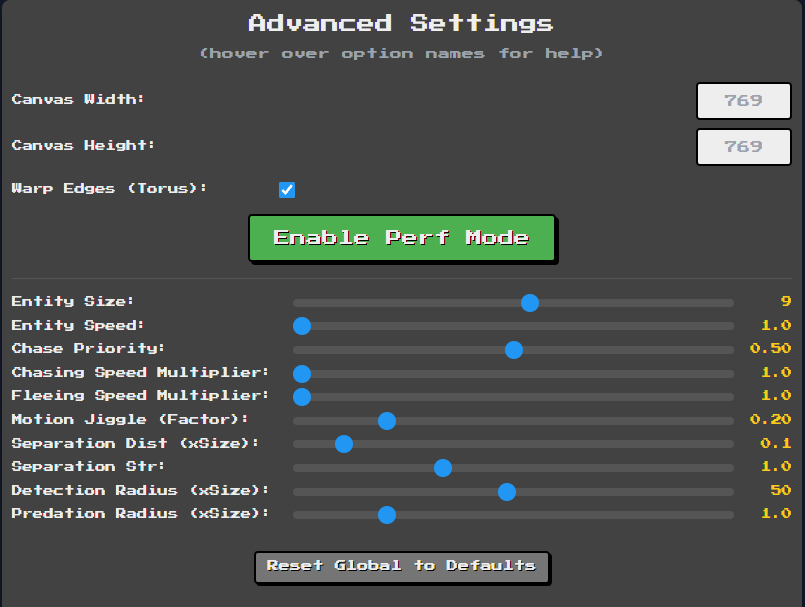 Advanced Settings
(hover over option names for help)
Canvas Width: 769
Canvas Height: 769
Warp Edges (Torus):
Enable Perf Mode
Entity Size: 9
Entity Speed: 1.0
Chase Priority: 0.50
Chasing Speed Multiplier: 1.0
Fleeing Speed Multiplier: 1.0
Motion Jiggle (Factor): 0.20
Separation Dist (xSize): 0.1
Separation Str: 1.0
Detection Radius (xSize): 50
Predation Radius (xSize): 1.0
Reset Global to Defaults